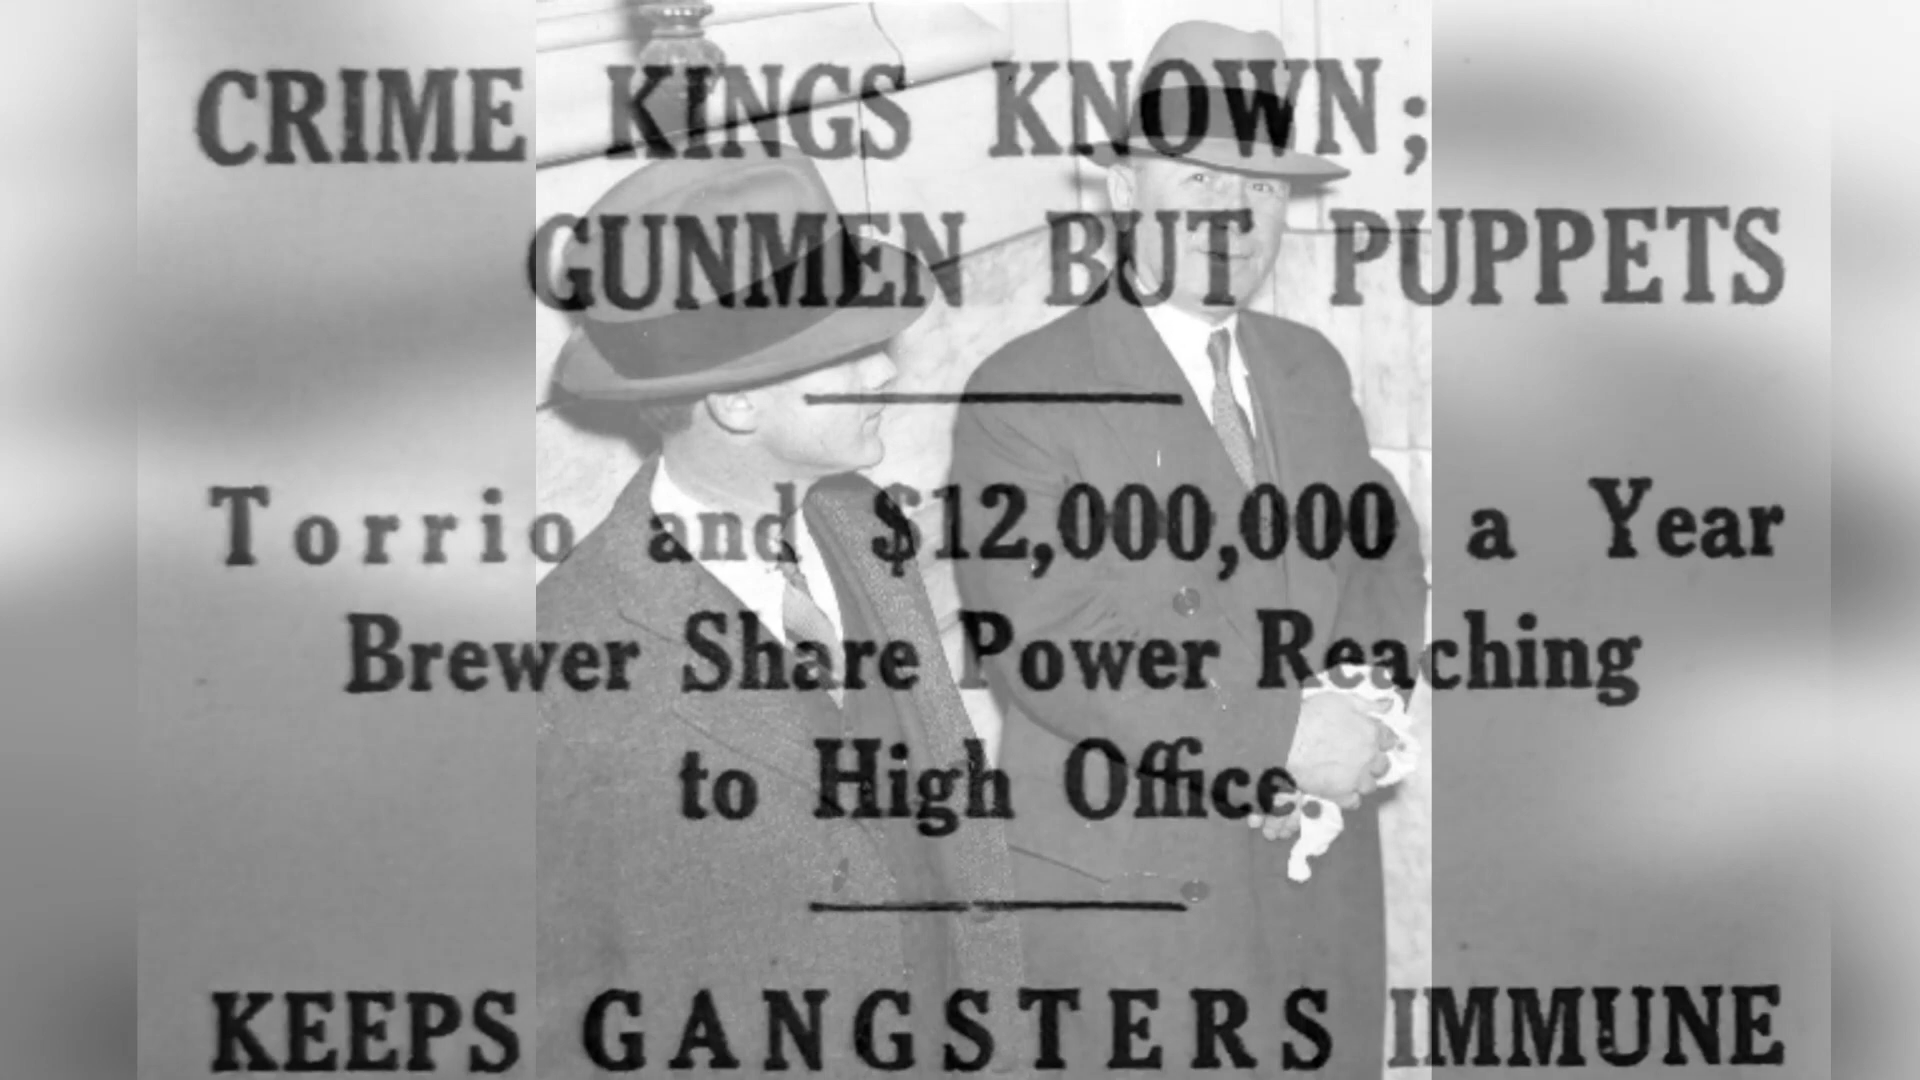 CRIME KINGS KNOWN;
GUNMEN BUT PUPPETS
Torrio and $12,000,000 a Year
Brewer Share Power Reaching
to High Office.
KEEPS GANGSTERS IMMUNE